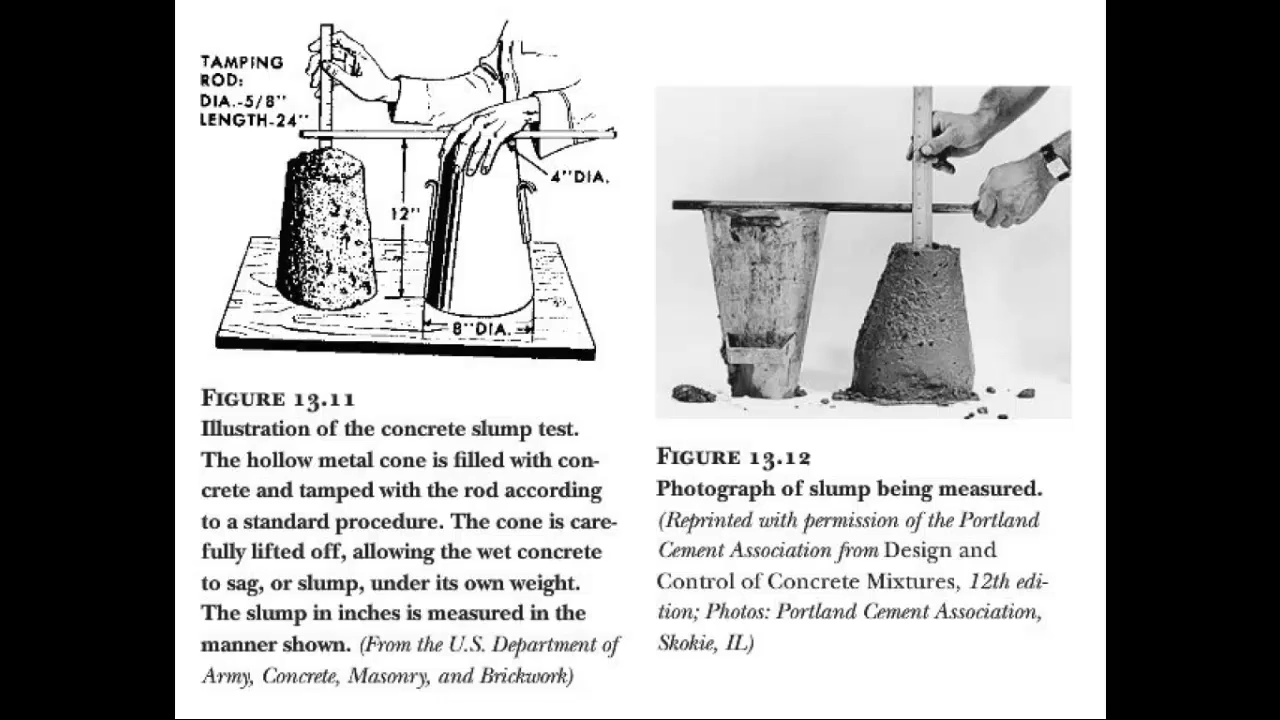 TAMPING
ROD:
DIA.-5/8"
LENGTH-24"
4"DIA.
12"
8"DIA.
FIGURE 13.11
Illustration of the concrete slump test.
The hollow metal cone is filled with con-
crete and tamped with the rod according
to a standard procedure. The cone is care-
fully lifted off, allowing the wet concrete
to sag, or slump, under its own weight.
The slump in inches is measured in the
manner shown. (From the U.S. Department of
Army, Concrete, Masonry, and Brickwork)
FIGURE 13.12
Photograph of slump being measured.
(Reprinted with permission of the Portland
Cement Association from Design and
Control of Concrete Mixtures, 12th edi-
tion; Photos: Portland Cement Association,
Skokie, IL)